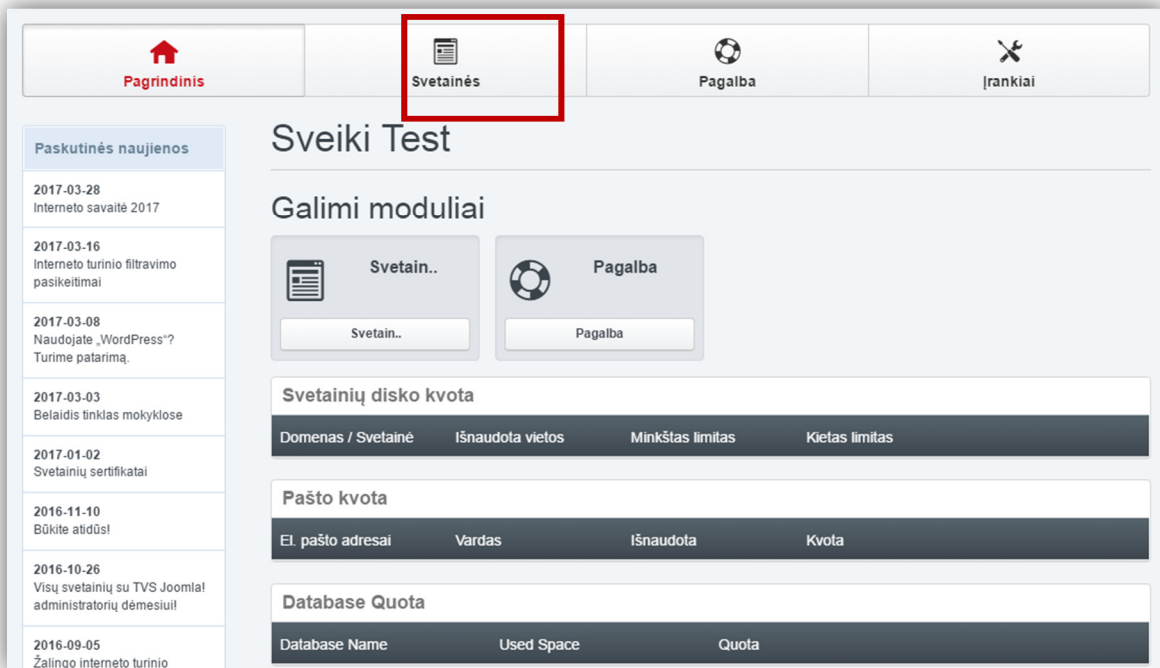 Pagrindinis
Svetainės
Pagalba
Įrankiai
Paskutinės naujienos
2017-03-28
Interneto savaitė 2017
2017-03-16
Interneto turinio filtravimo
pasikeitimai
2017-03-08
Naudojate „WordPress“?
Turime patarimą.
2017-03-03
Belaidis tinklas mokyklose
2017-01-02
Svetainių sertifikatai
2016-11-10
Būkite atidūs!
2016-10-26
Visų svetainių su TVS Joomla!
administratorių dėmesiui!
2016-09-05
Žalingo interneto turinio
Sveiki Test
Galimi moduliai
Svetain..
Svetain..
Pagalba
Pagalba
Svetainių disko kvota
Domenas / Svetainė Išnaudota vietos Minkštas limitas Kietas limitas
Pašto kvota
El. pašto adresai Vardas Išnaudota Kvota
Database Quota
Database Name Used Space Quota